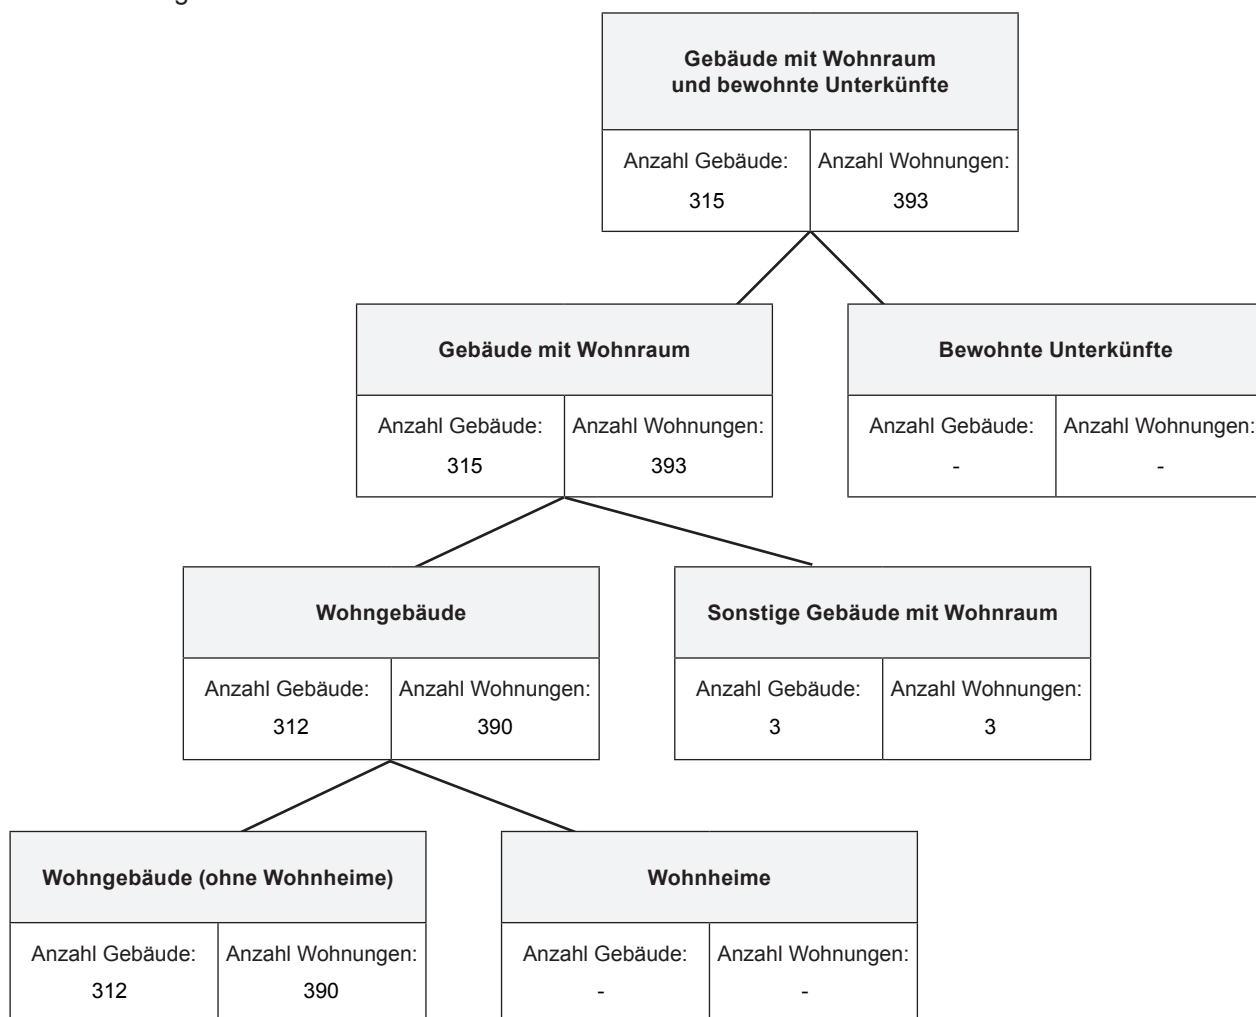 Gebäude mit Wohnraum
und bewohnte Unterkünfte
Anzahl Gebäude: Anzahl Wohnungen:
315 393
Gebäude mit Wohnraum
Anzahl Gebäude: Anzahl Wohnungen:
315 393
Bewohnte Unterkünfte
Anzahl Gebäude: Anzahl Wohnungen:
- -
Wohngebäude
Anzahl Gebäude: Anzahl Wohnungen:
312 390
Sonstige Gebäude mit Wohnraum
Anzahl Gebäude: Anzahl Wohnungen:
3 3
Wohngebäude (ohne Wohnheime)
Anzahl Gebäude: Anzahl Wohnungen:
312 390
Wohnheime
Anzahl Gebäude: Anzahl Wohnungen:
- -